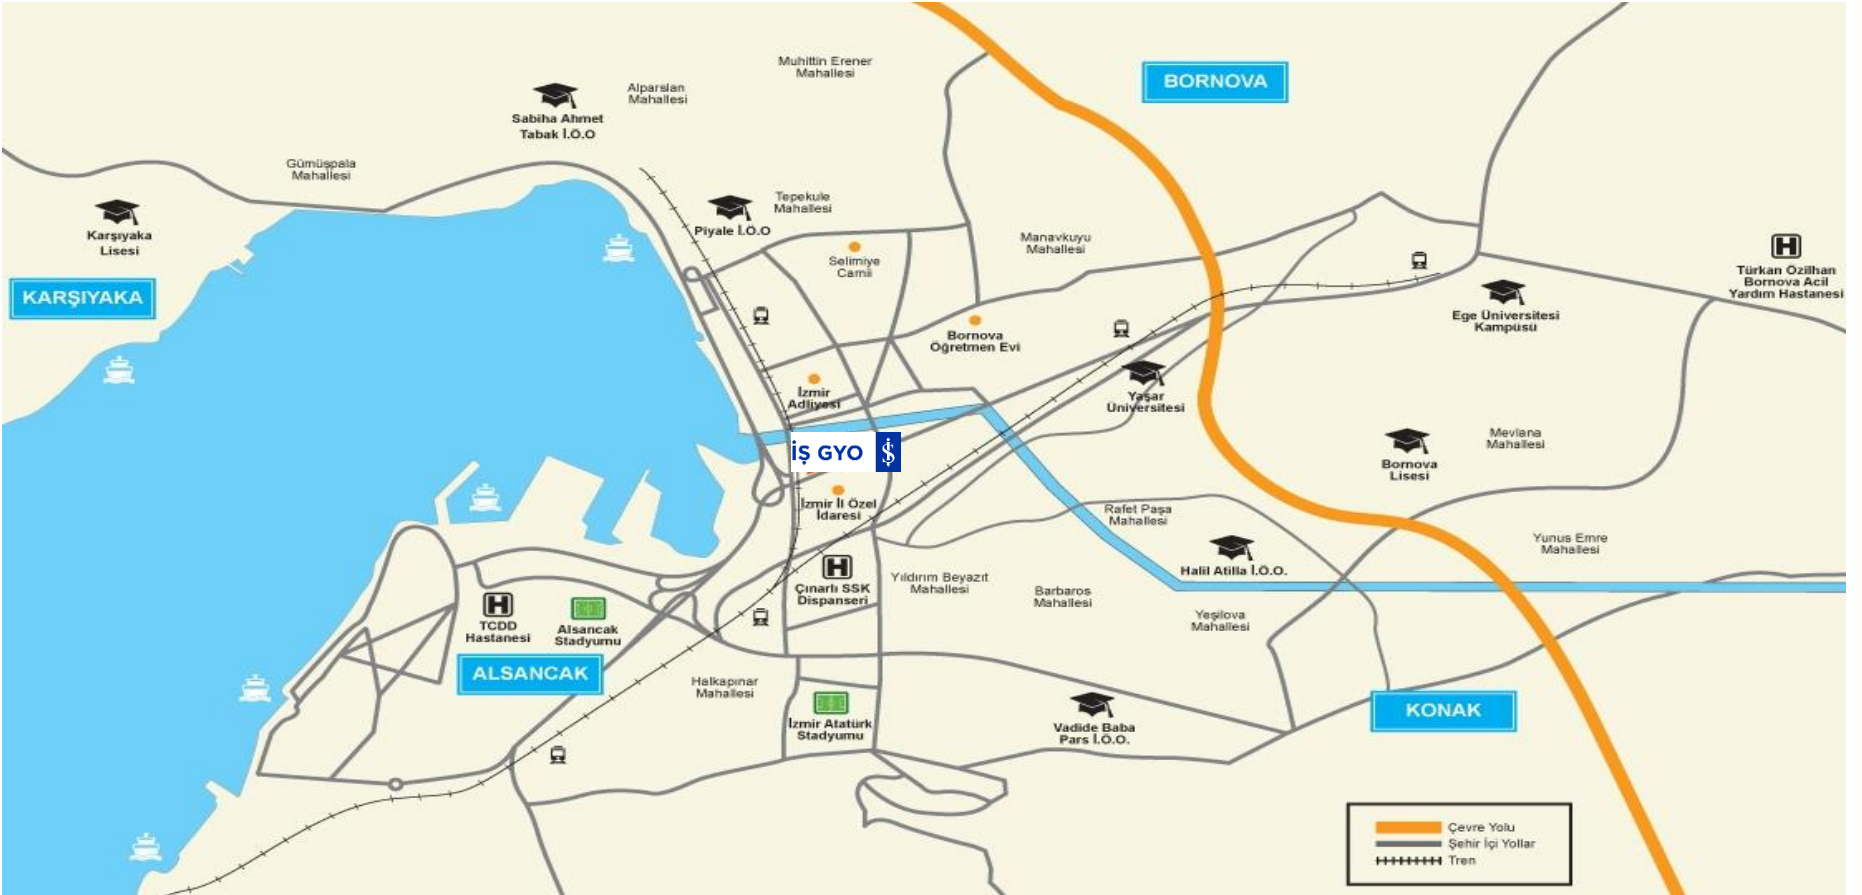 Muhittin Erener
Mahallesi
BORNOVA
Alparslan
Mahallesi
Sabiha Ahmet
Tabak İ.Ö.O
Gümüşpala
Mahallesi
Karşıyaka
Lisesi
Tepekule
Mahallesi
Piyale İ.Ö.O
Manavkuyu
Mahallesi
Selimiye
Camii
Türkan Özilhan
Bornova Acil
Yardım Hastanesi
KARŞIYAKA
Ege Üniversitesi
Kampüsü
Bornova
Öğretmen Evi
İzmir
Adliyesi
Yaşar
Üniversitesi
Mevlana
Mahallesi
İŞ GYO
Bornova
Lisesi
İzmir İl Özel
İdaresi
Rafet Paşa
Mahallesi
Yunus Emre
Mahallesi
Halil Atilla İ.Ö.O.
Çınarlı SSK
Dispanseri
Yıldırım Beyazıt
Mahallesi
Barbaros
Mahallesi
Yeşilova
Mahallesi
TCDD
Hastanesi
Alsancak
Stadyumu
ALSANCAK
Halkapınar
Mahallesi
İzmir Atatürk
Stadyumu
Vadide Baba
Pars İ.Ö.O.
KONAK
Çevre Yolu
Şehir İçi Yollar
Tren